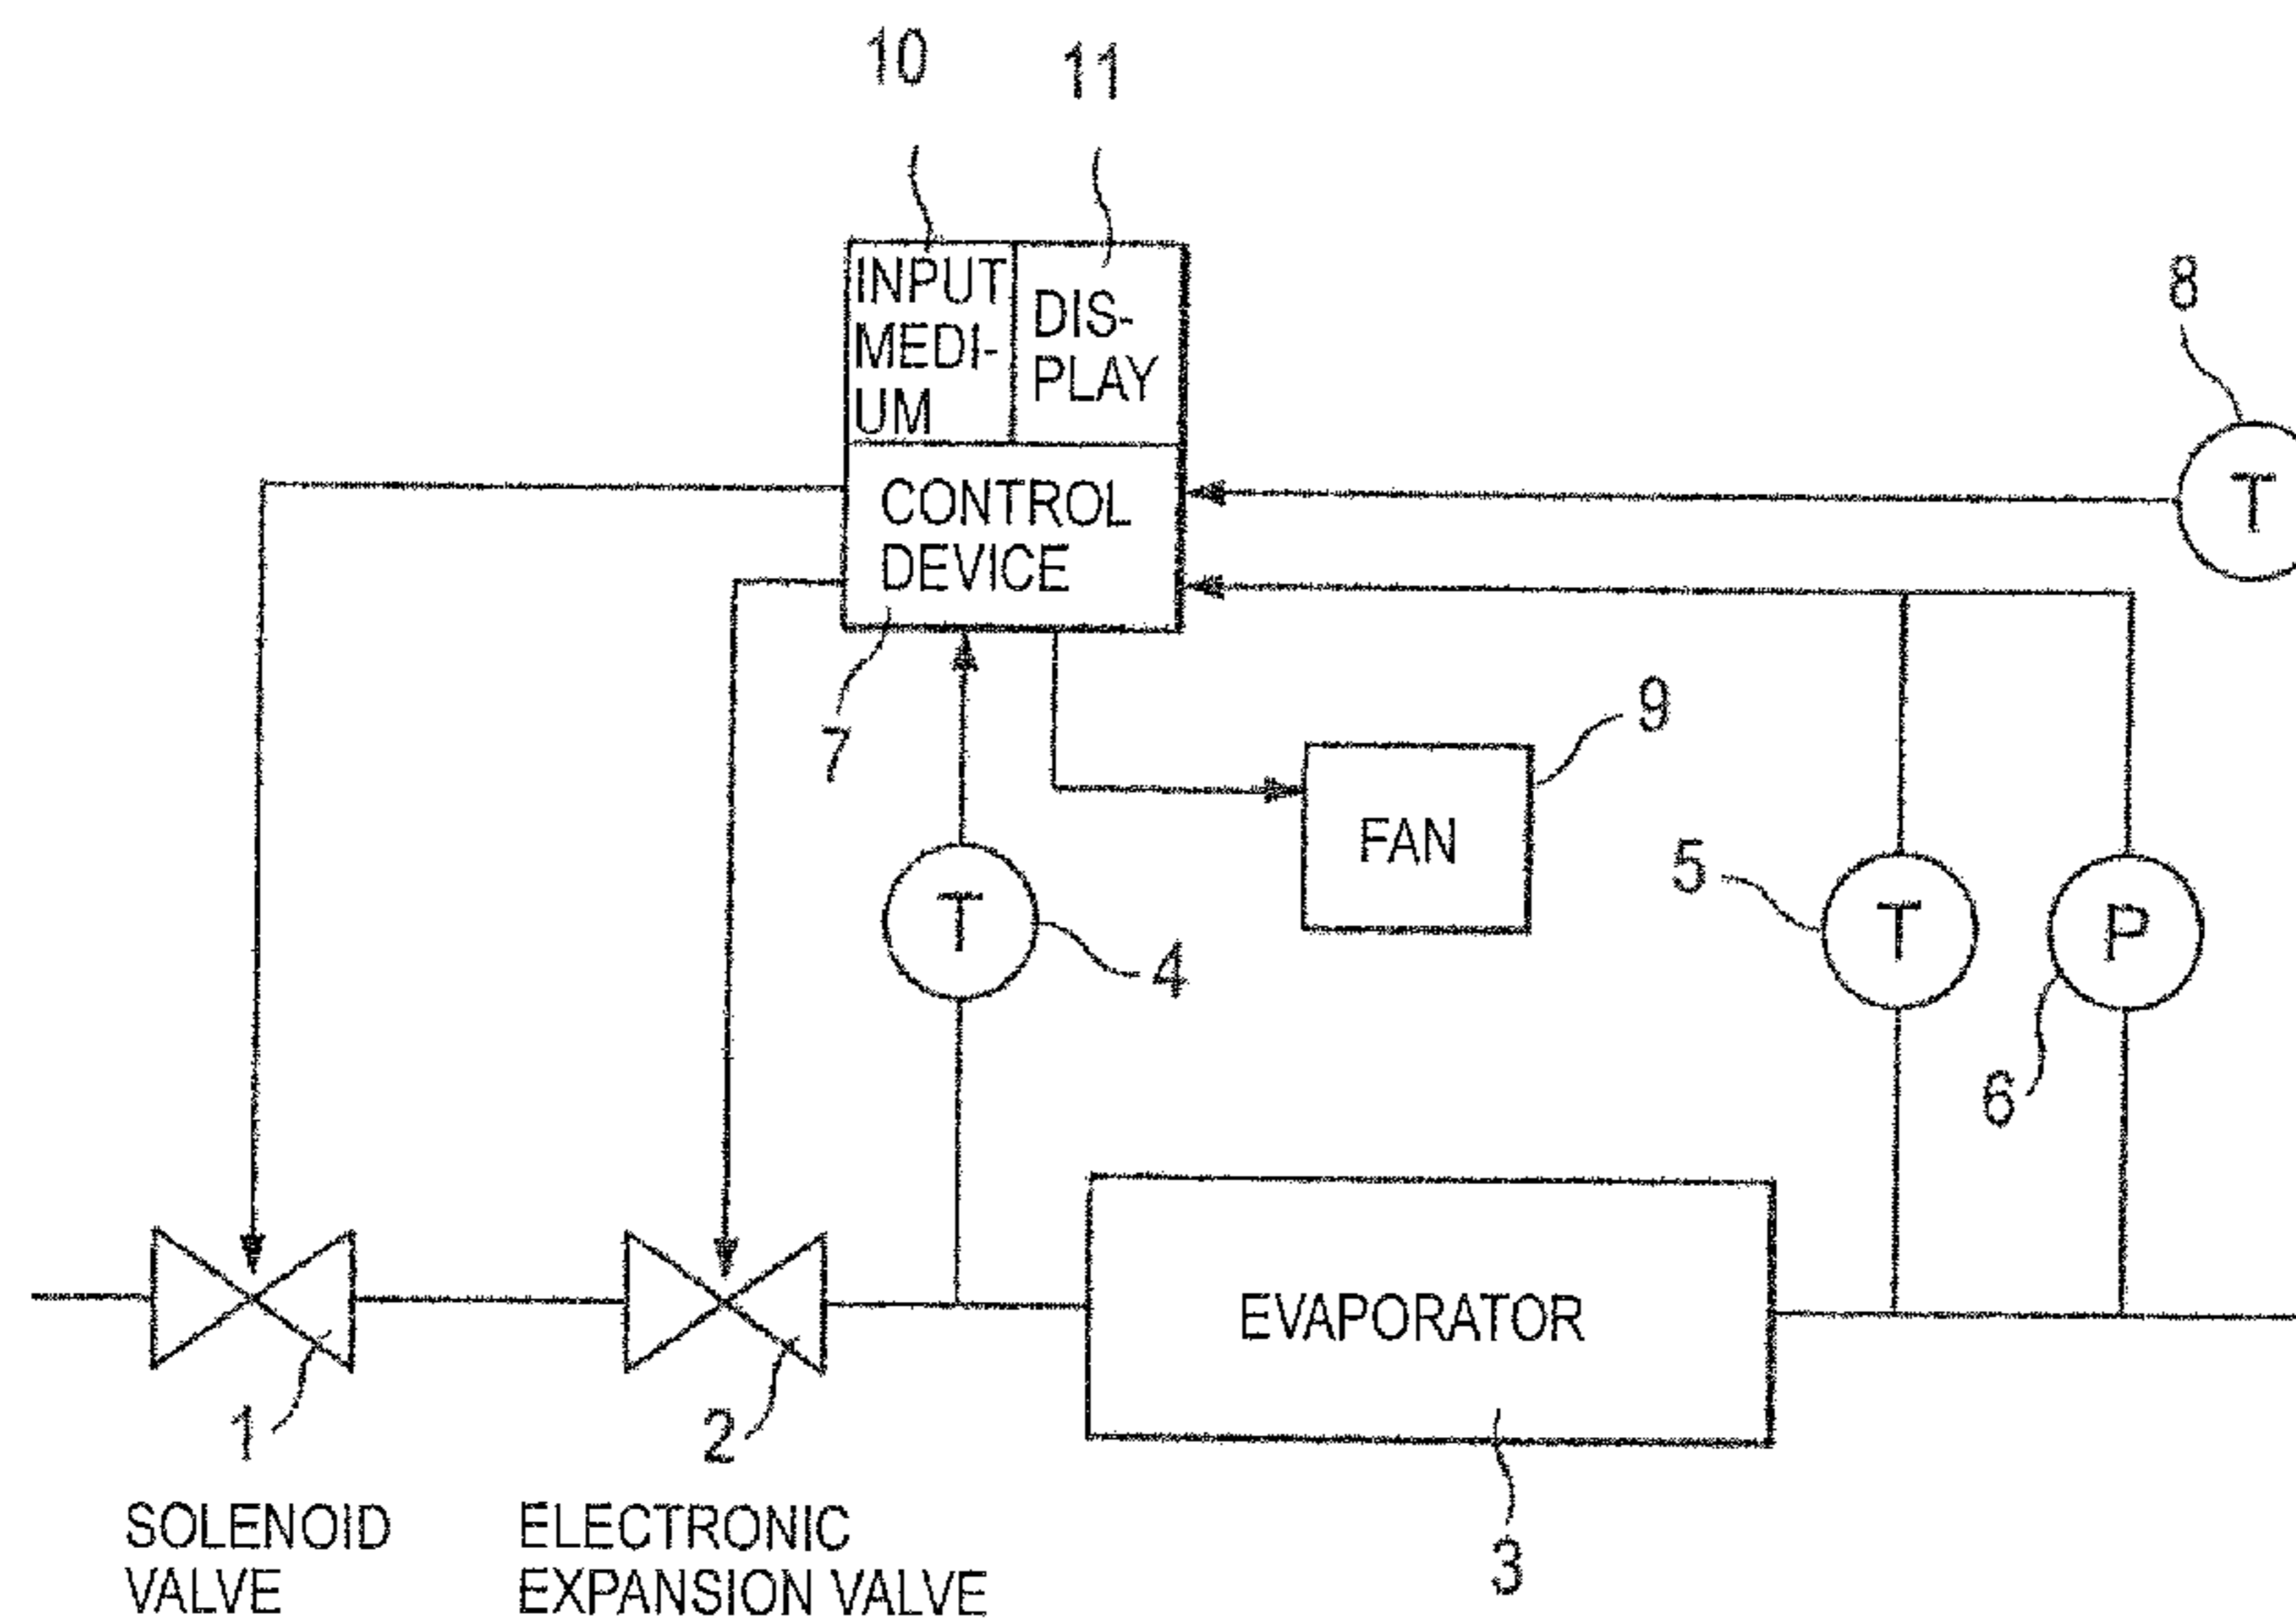 10
11
INPUT
MEDI-
UM
DIS-
PLAY
8
T
CONTROL
DEVICE
7
9
FAN
T
4
5
T
P
6
EVAPORATOR
1
SOLENOID
VALVE
2
ELECTRONIC
EXPANSION VALVE
3